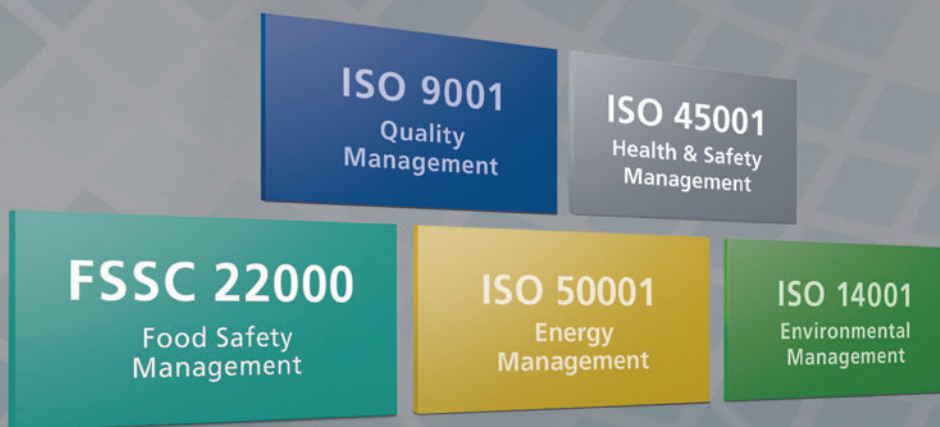 ISO 9001
Quality
Management
ISO 45001
Health & Safety
Management
FSSC 22000
Food Safety
Management
ISO 50001
Energy
Management
ISO 14001
Environmental
Management